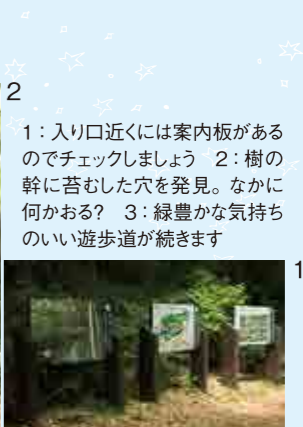 2
1：入り口近くには案内板がある
のでチェックしましょう　2：樹の
幹に苔むした穴を発見。なかに
何かおる?　3：緑豊かな気持ち
のいい遊歩道が続きます
1